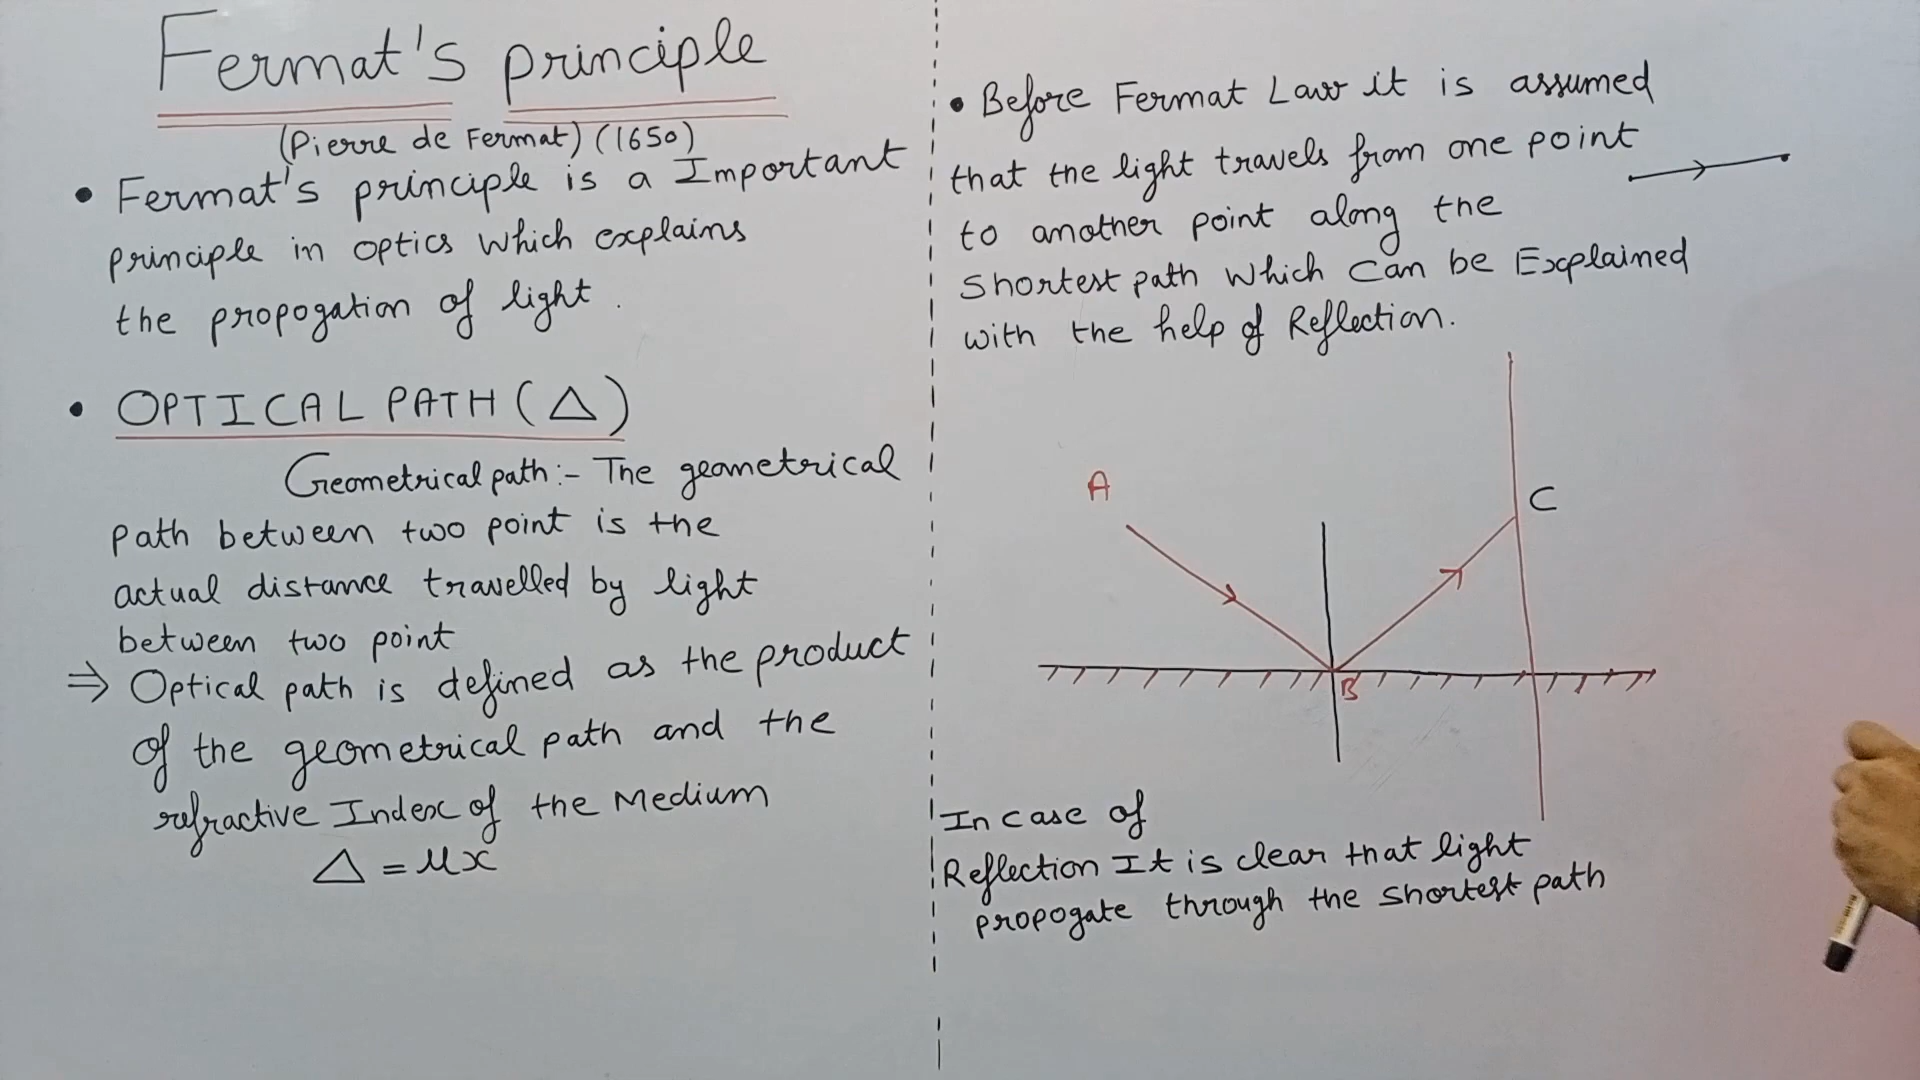 Fermat's principle
(Pierre de Fermat) (1650)
• Fermat's principle is a Important
principle in optics which explains
the propogation of light.
• OPTICAL PATH (Δ)
Geometrical path:- The geometrical
path between two point is the
actual distance travelled by light
between two point
⇒ Optical path is defined as the product
of the geometrical path and the
refractive Index of the Medium
Δ = μx
• Before Fermat Law it is assumed
that the light travels from one point
to another point along the
Shortest path which can be Explained
with the help of Reflection.
A
C
B
In case of
Reflection It is clear that light
propogate through the shortest path